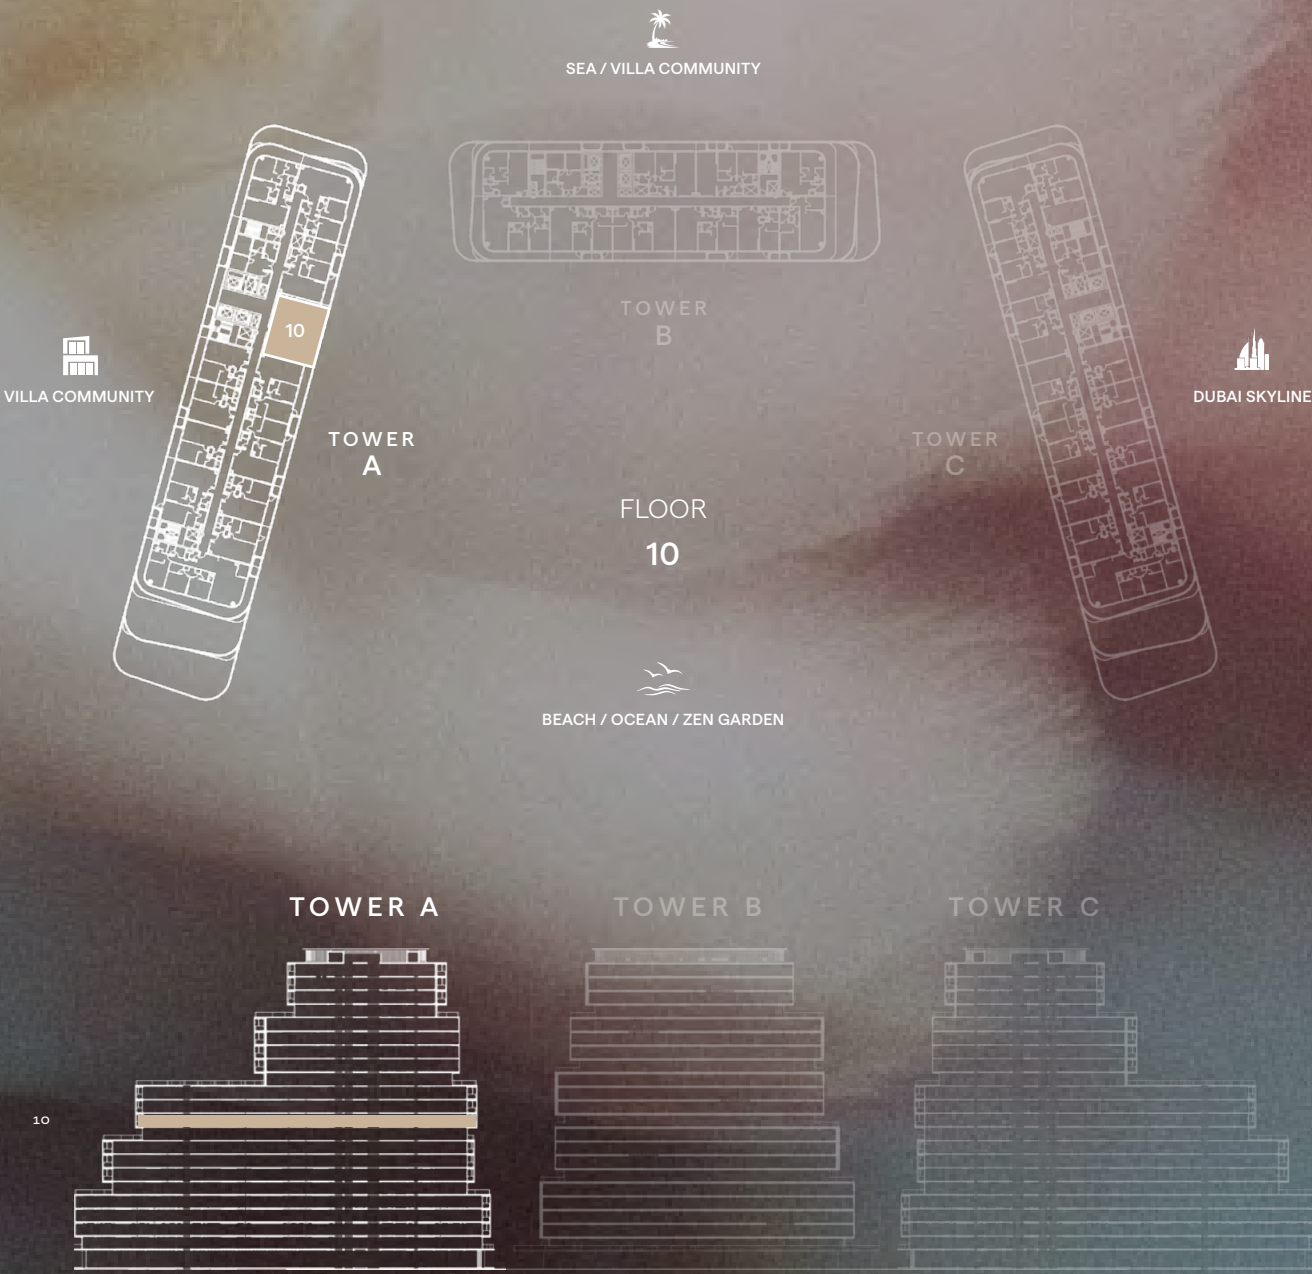 SEA / VILLA COMMUNITY
10
TOWER
B
VILLA COMMUNITY
DUBAI SKYLINE
TOWER
A
TOWER
C
FLOOR
10
BEACH / OCEAN / ZEN GARDEN
TOWER A
TOWER B
TOWER C
10